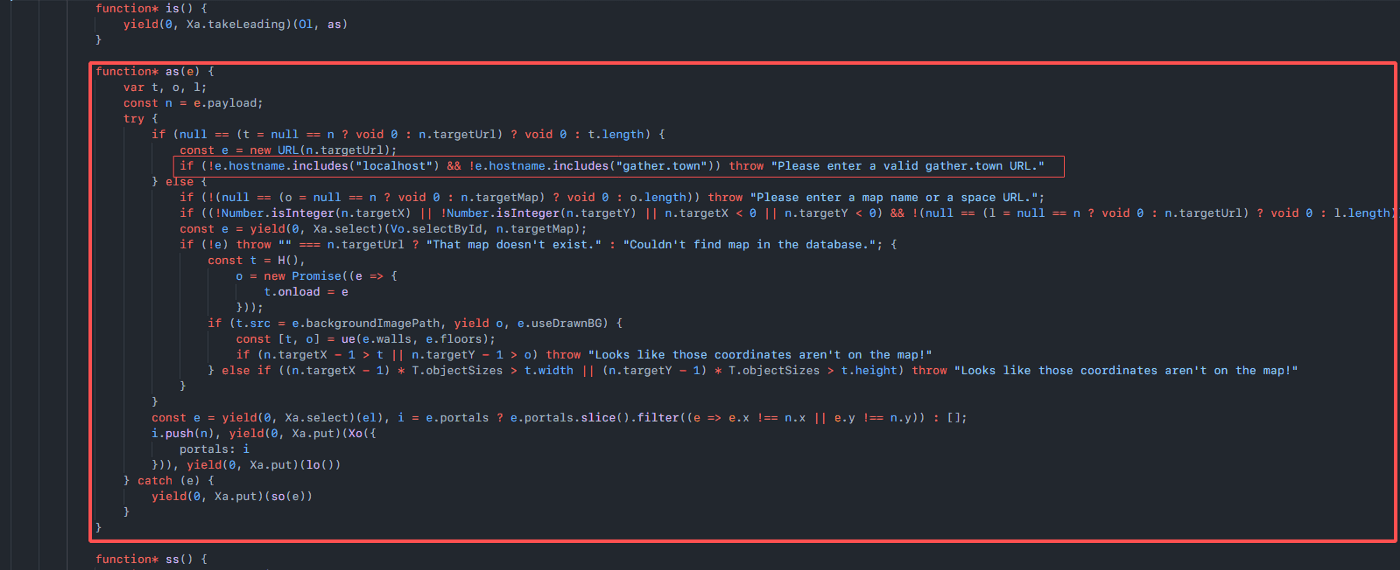 function* is() {
    yield(0, Xa.takeLeading)(Ol, as)
}
function* as(e) {
    var t, o, l;
    const n = e.payload;
    try {
        if (null == (t = null == n ? void 0 : n.targetUrl) ? void 0 : t.length) {
            const e = new URL(n.targetUrl);
            if (!e.hostname.includes("localhost") && !e.hostname.includes("gather.town")) throw "Please enter a valid gather.town URL."
        } else {
            if (!(null == (o = null == n ? void 0 : n.targetMap) ? void 0 : o.length)) throw "Please enter a map name or a space URL.";
            if ((!Number.isInteger(n.targetX) || !Number.isInteger(n.targetY) || n.targetX < 0 || n.targetY < 0) && !(null == (l = null == n ? void 0 : n.targetUrl) ? void 0 : l.length)
            const e = yield(0, Xa.select)(Vo.selectById, n.targetMap);
            if (!e) throw "" === n.targetUrl ? "That map doesn't exist." : "Couldn't find map in the database."; {
                const t = H(),
                    o = new Promise((e => {
                        t.onload = e
                    }));
                if (t.src = e.backgroundImagePath, yield o, e.useDrawnBG) {
                    const [t, o] = ue(e.walls, e.floors);
                    if (n.targetX - 1 > t || n.targetY - 1 > o) throw "Looks like those coordinates aren't on the map!"
                } else if ((n.targetX - 1) * T.objectSizes > t.width || (n.targetY - 1) * T.objectSizes > t.height) throw "Looks like those coordinates aren't on the map!"
            }
        }
        const e = yield(0, Xa.select)(el), i = e.portals ? e.portals.slice().filter((e => e.x !== n.x || e.y !== n.y)) : [];
        i.push(n), yield(0, Xa.put)(Xo({
            portals: i
        })), yield(0, Xa.put)(lo())
    } catch (e) {
        yield(0, Xa.put)(so(e))
    }
}
function* ss() {